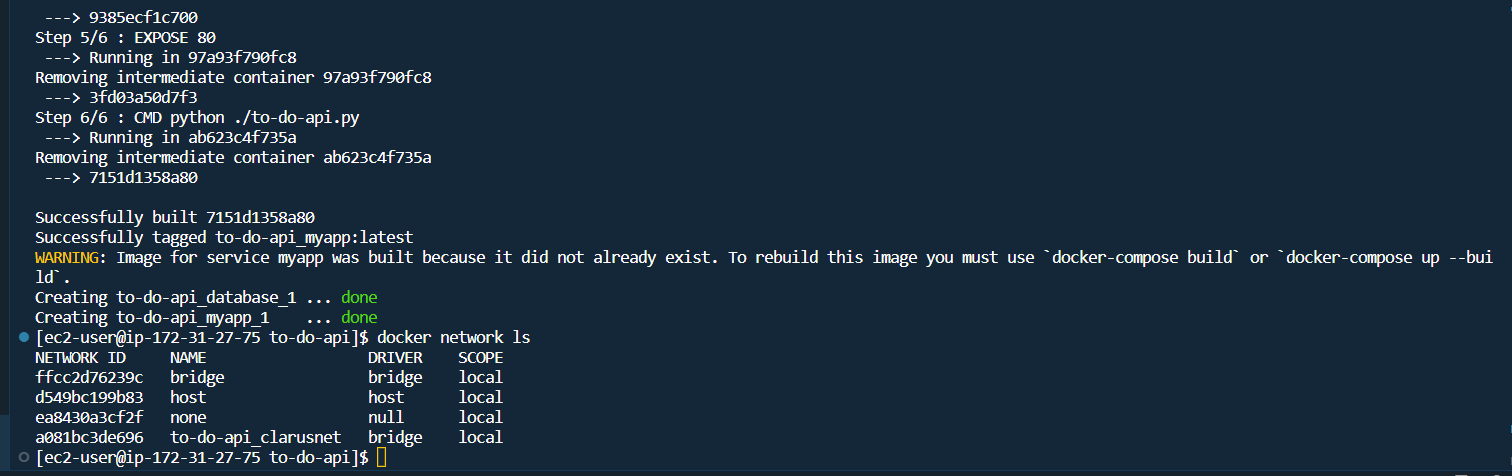 ---> 9385ecf1c700
Step 5/6 : EXPOSE 80
---> Running in 97a93f790fc8
Removing intermediate container 97a93f790fc8
---> 3fd03a50d7f3
Step 6/6 : CMD python ./to-do-api.py
---> Running in ab623c4f735a
Removing intermediate container ab623c4f735a
---> 7151d1358a80
Successfully built 7151d1358a80
Successfully tagged to-do-api_myapp:latest
WARNING: Image for service myapp was built because it did not already exist. To rebuild this image you must use `docker-compose build` or `docker-compose up --bui
ld`.
Creating to-do-api_database_1 ... done
Creating to-do-api_myapp_1    ... done
[ec2-user@ip-172-31-27-75 to-do-api]$ docker network ls
NETWORK ID     NAME                  DRIVER    SCOPE
ffcc2d76239c   bridge                bridge    local
d549bc199b83   host                  host      local
ea8430a3cf2f   none                  null      local
a081bc3de696   to-do-api_clarusnet   bridge    local
[ec2-user@ip-172-31-27-75 to-do-api]$